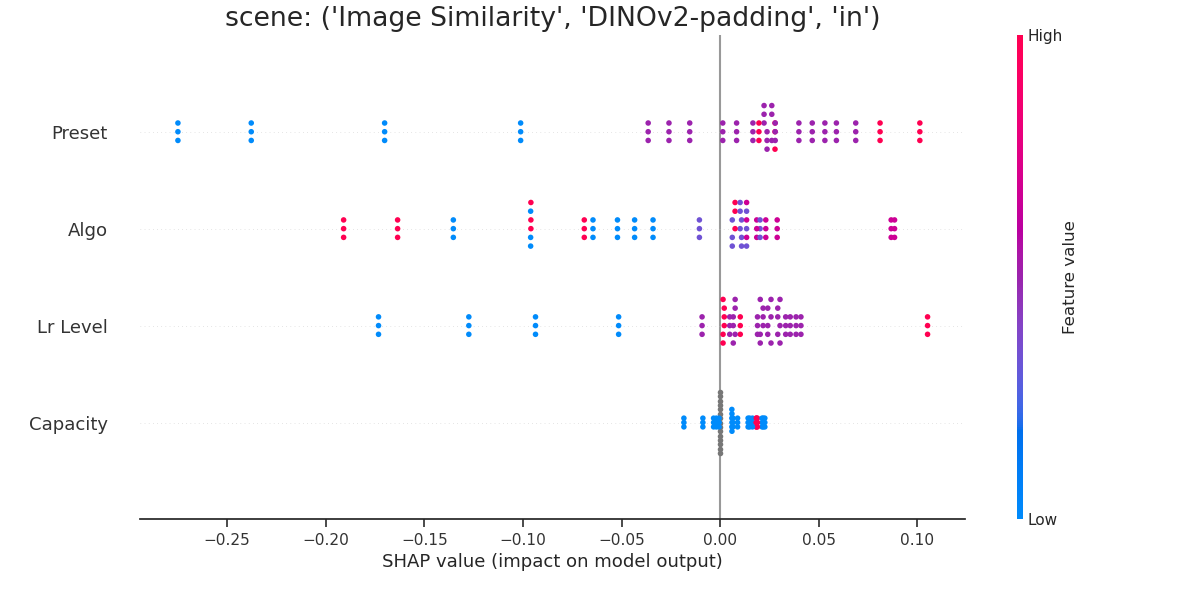 scene: ('Image Similarity', 'DINOv2-padding', 'in')
High
Preset
Algo
Lr Level
Capacity
Feature value
Low
−0.25 −0.20 −0.15 −0.10 −0.05 0.00 0.05 0.10
SHAP value (impact on model output)